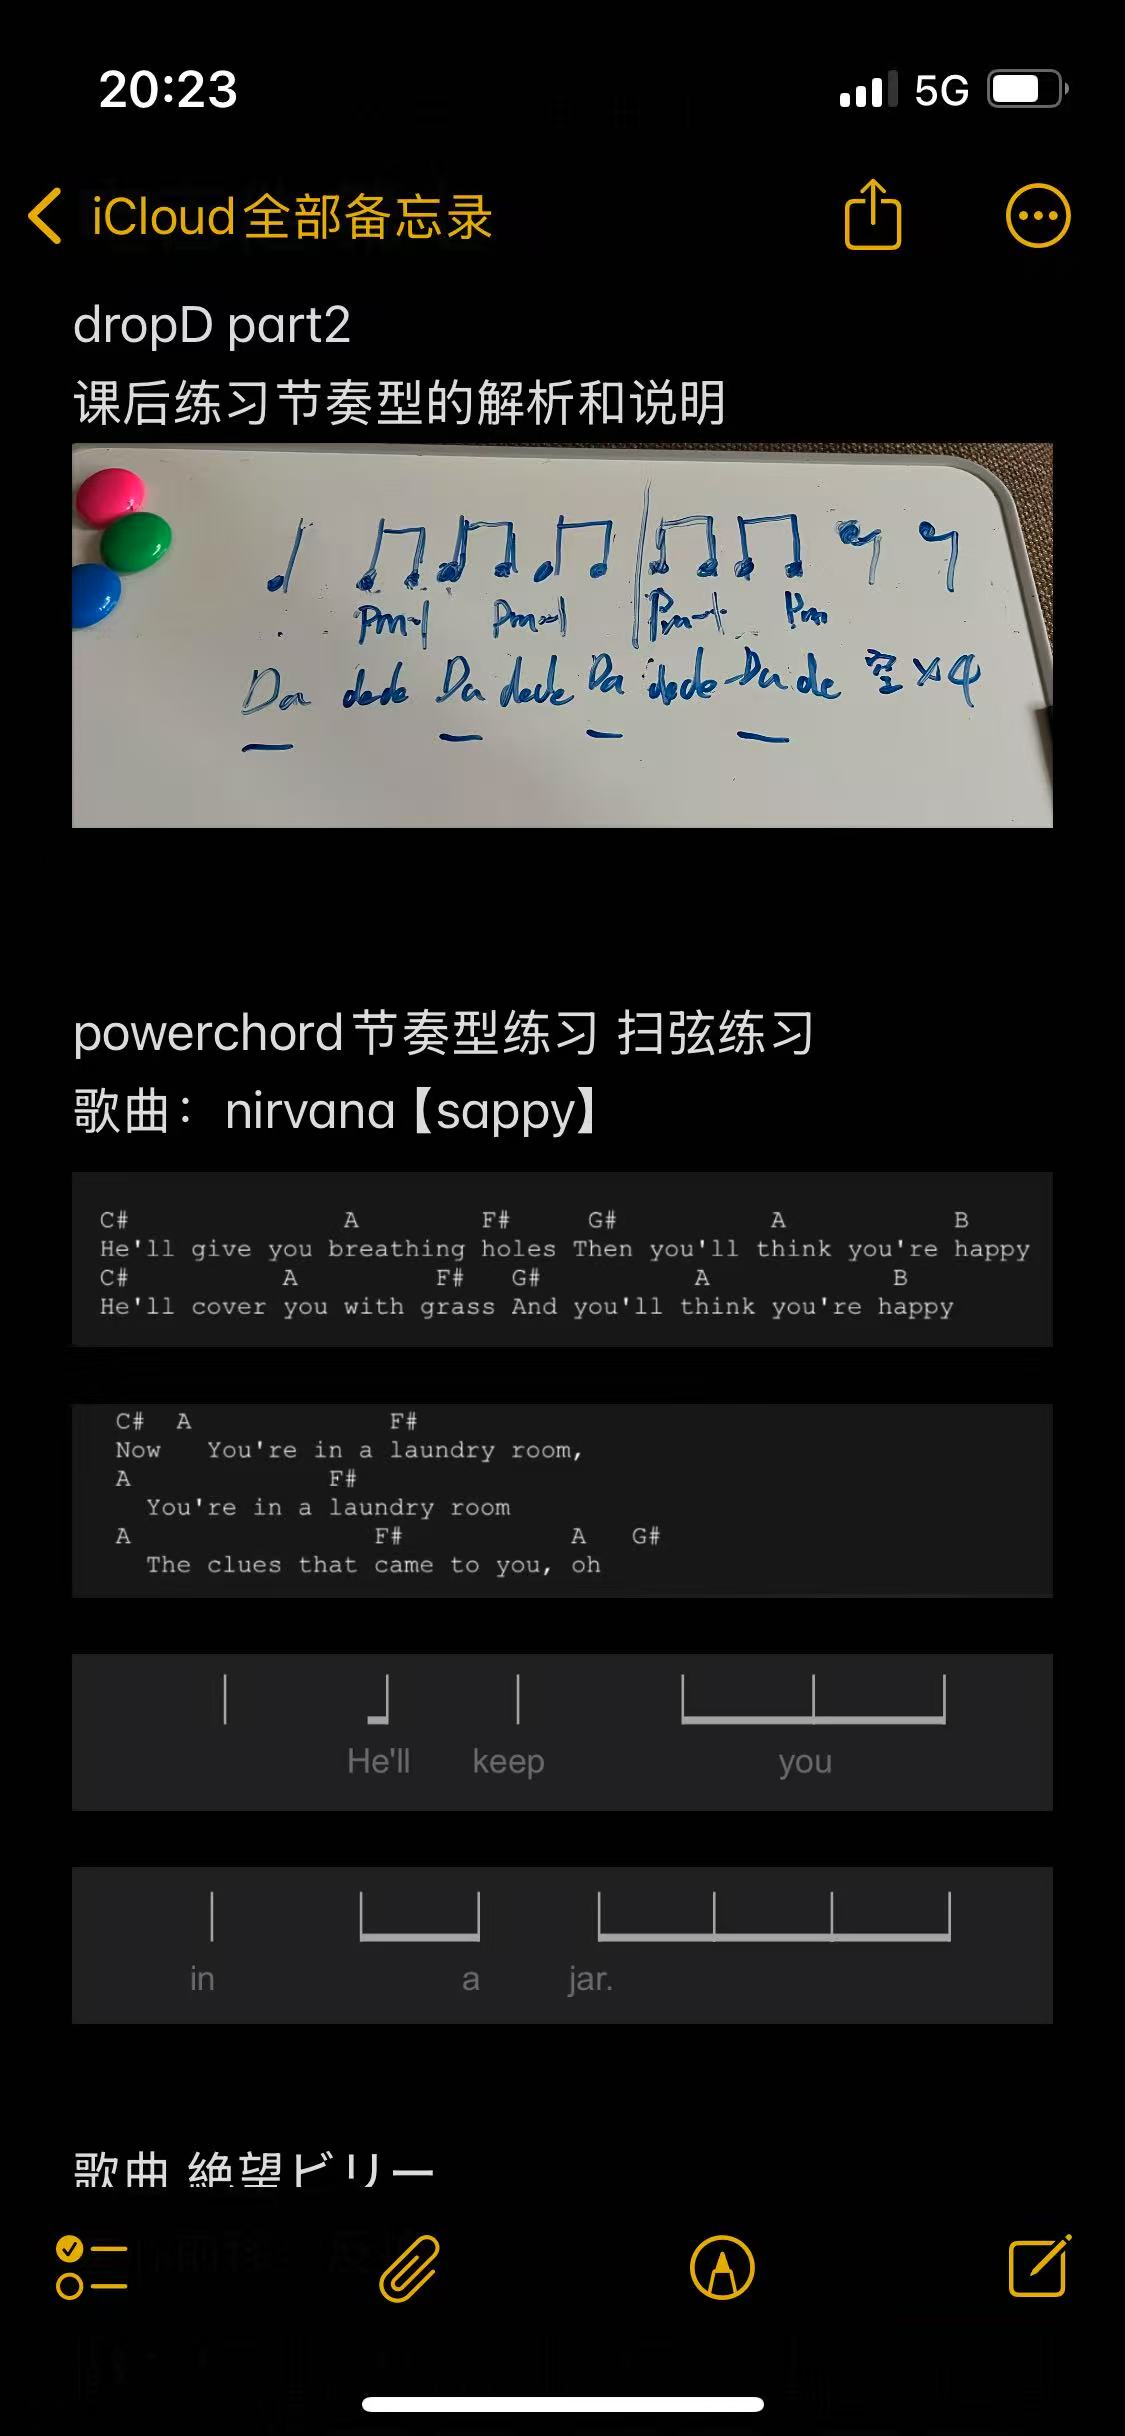 20:23 5G
iCloud全部备忘录
dropD part2
课后练习节奏型的解析和说明
Pm-1 Pm-1 Pm-1 Pm
Da dede Da dede Da dede Da de 空×4
powerchord节奏型练习 扫弦练习
歌曲： nirvana【sappy】
C# A F# G# A B
He'll give you breathing holes Then you'll think you're happy
C# A F# G# A B
He'll cover you with grass And you'll think you're happy
C# A F#
Now You're in a laundry room,
A F#
You're in a laundry room
A F# A G#
The clues that came to you, oh
He'll keep you
in a jar.
歌曲 絶望ビリー